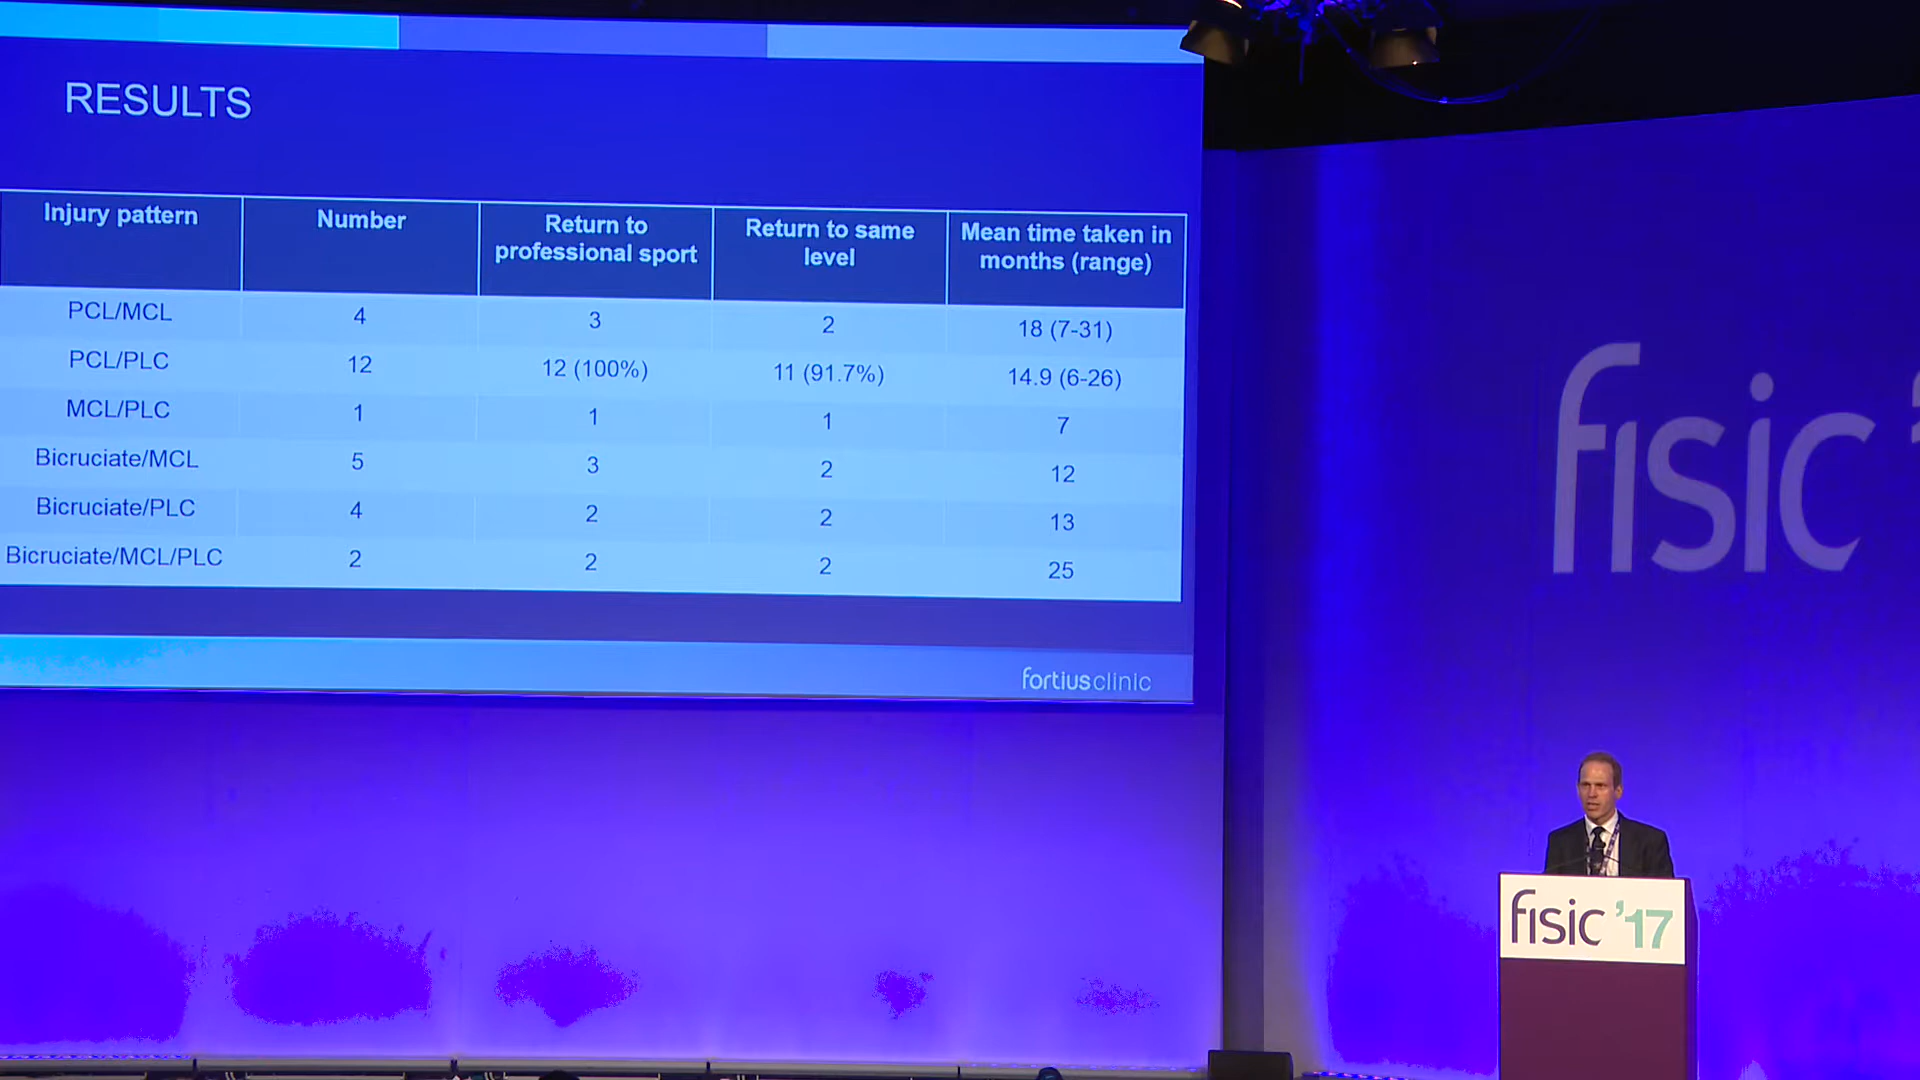 RESULTS
Injury pattern Number Return to professional sport Return to same level Mean time taken in months (range)
PCL/MCL 4 3 2 18 (7-31)
PCL/PLC 12 12 (100%) 11 (91.7%) 14.9 (6-26)
MCL/PLC 1 1 1 7
Bicruciate/MCL 5 3 2 12
Bicruciate/PLC 4 2 2 13
Bicruciate/MCL/PLC 2 2 2 25
fortiusclinic
fisic '
fisic '17